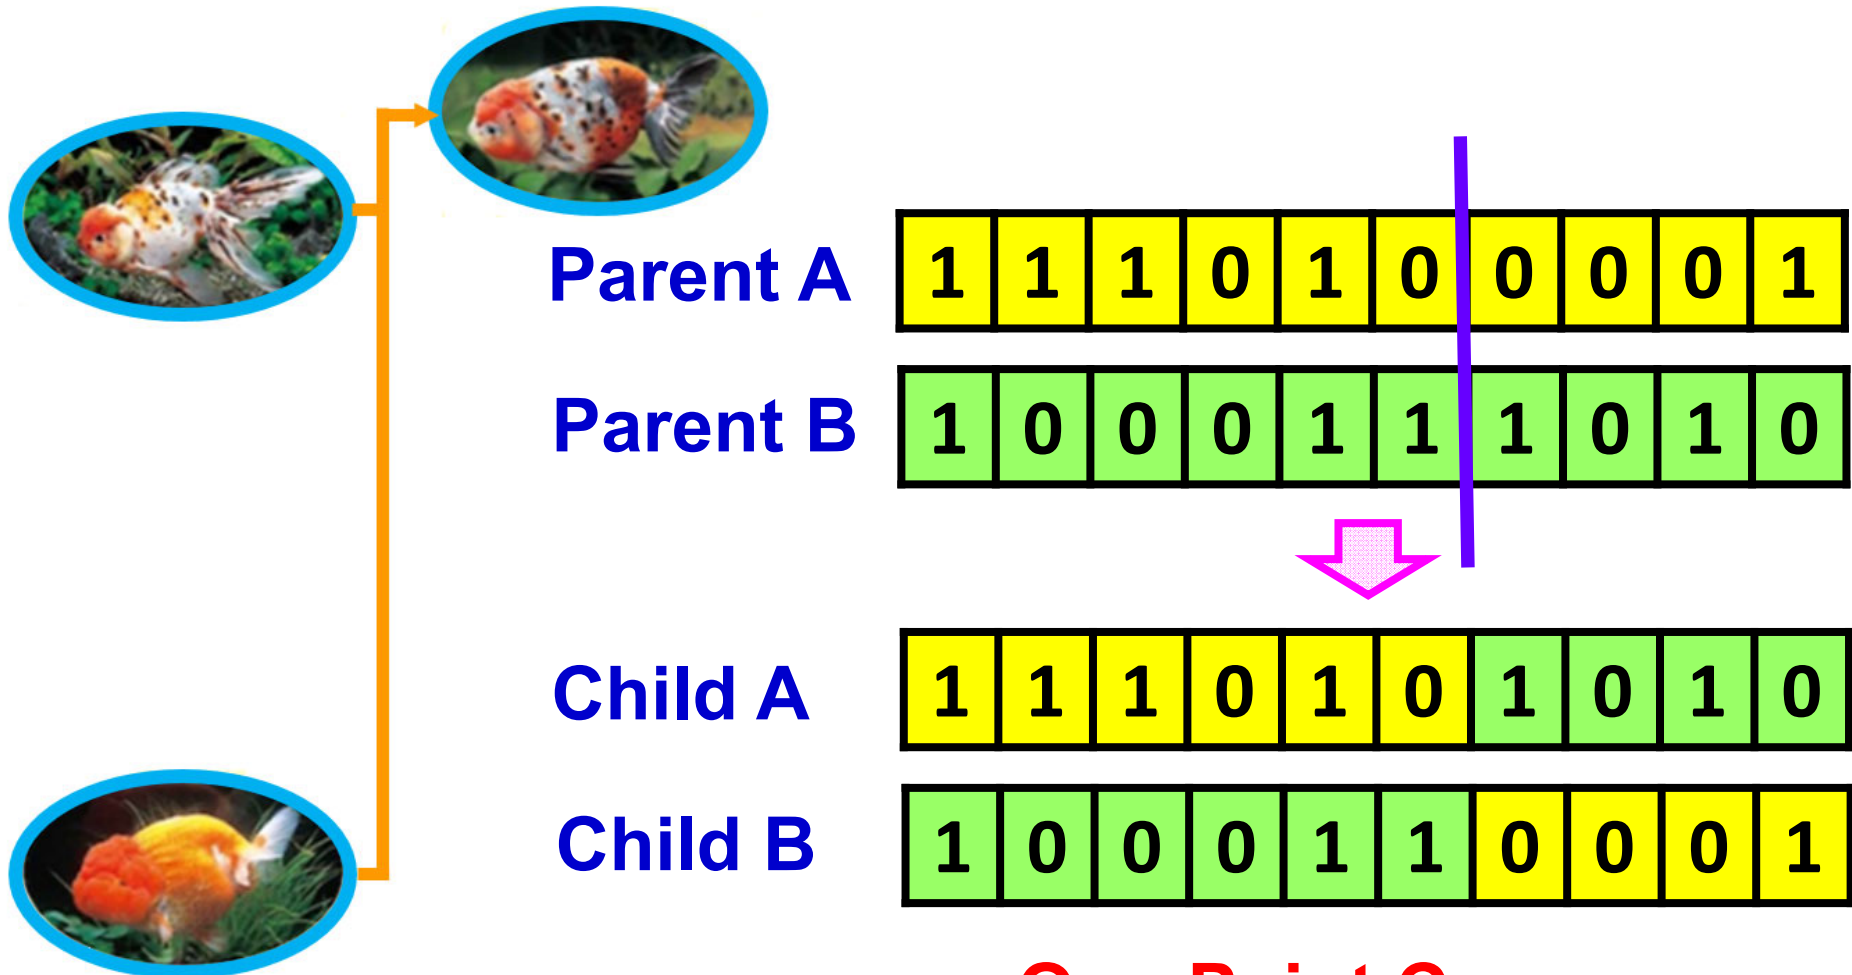 Parent A 1 1 1 0 1 0 0 0 0 1
Parent B 1 0 0 0 1 1 1 0 1 0
Child A 1 1 1 0 1 0 1 0 1 0
Child B 1 0 0 0 1 1 0 0 0 1